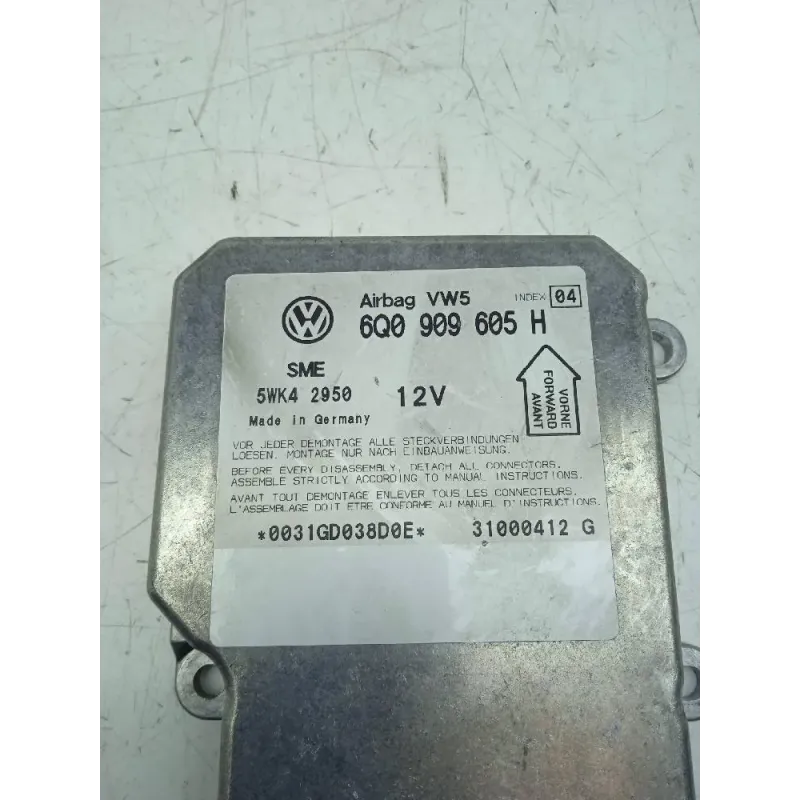 Airbag VW5 INDEX 04
6Q0 909 605 H
SME
5WK4 2950 12V
Made in Germany
VORNE
FORWARD
AVANT
VOR JEDER DEMONTAGE ALLE STECKVERBINDUNGEN
LOESEN. MONTAGE NUR NACH EINBAUANWEISUNG.
BEFORE EVERY DISASSEMBLY, DETACH ALL CONNECTORS.
ASSEMBLE STRICTLY ACCORDING TO MANUAL INSTRUCTIONS.
AVANT TOUT DEMONTAGE ENLEVER TOUS LES CONNECTEURS.
L'ASSEMBLAGE DOIT ETRE CONFORME AU MANUEL D'INSTRUCTIONS.
*0031GD038D0E* 31000412 G